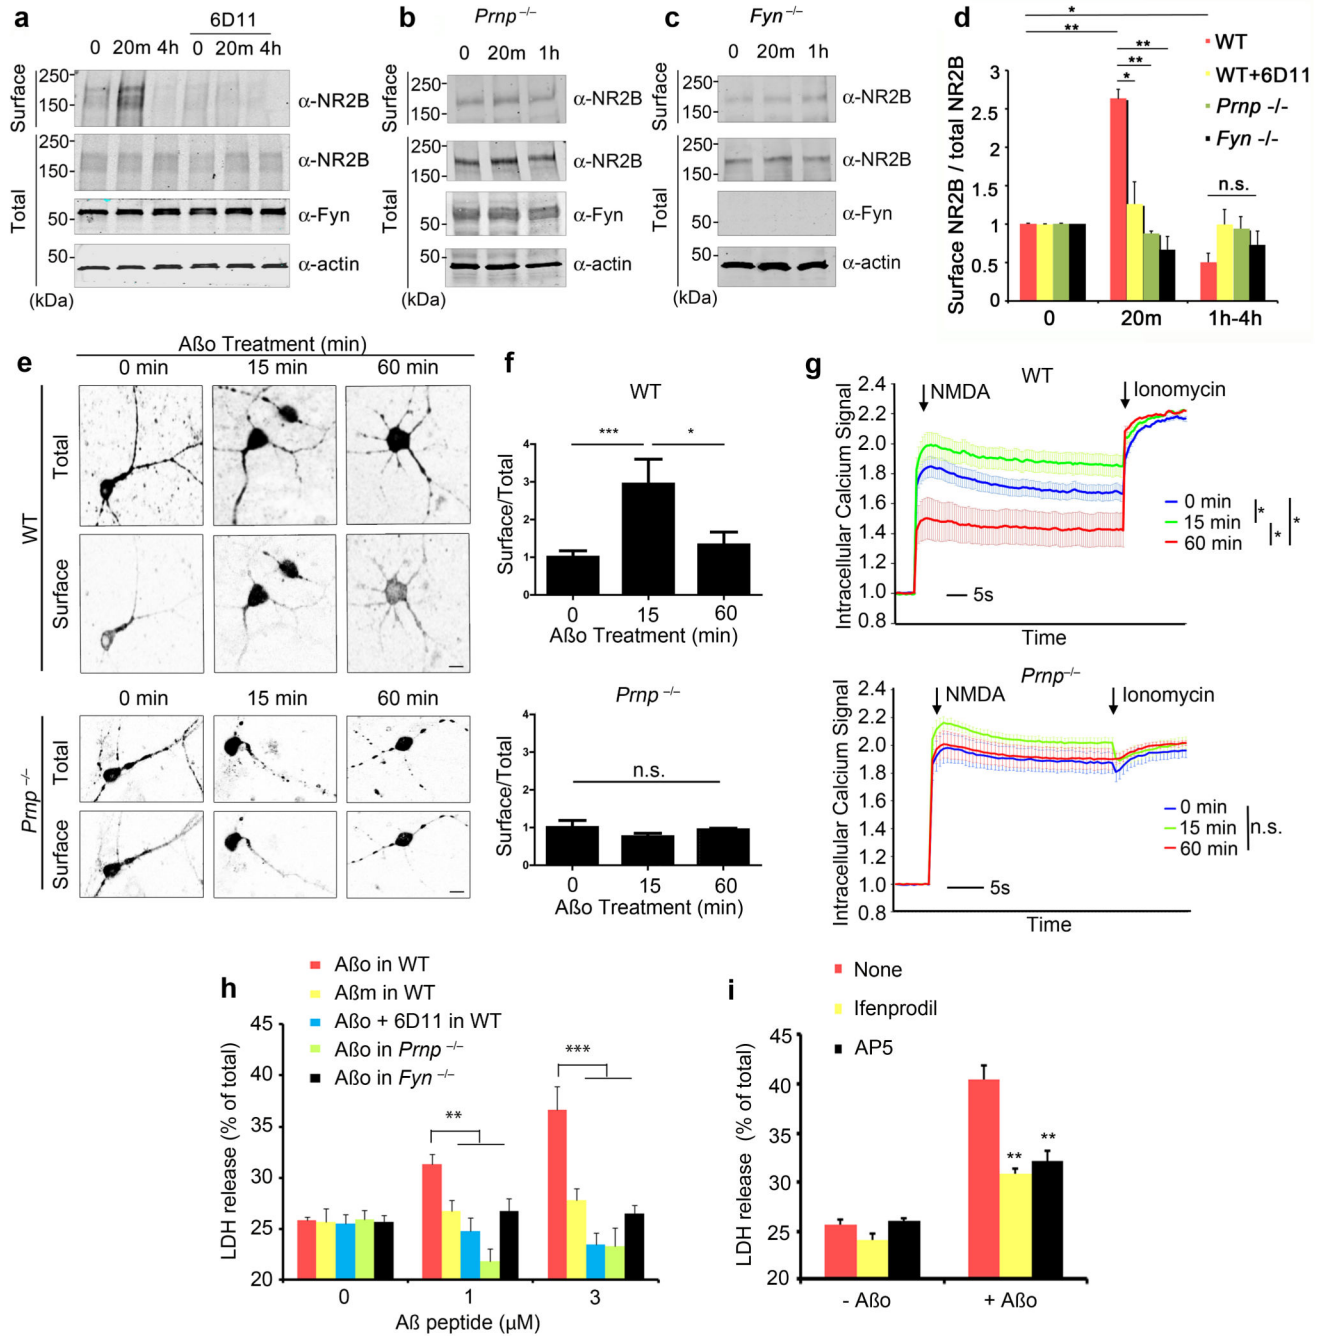 a
6D11
0 20m 4h 0 20m 4h
Surface
250
150
α-NR2B
Total
250
150
α-NR2B
50
α-Fyn
50
α-actin
(kDa)
b
Prnp –/–
0 20m 1h
Surface
250
150
α-NR2B
Total
250
150
α-NR2B
50
α-Fyn
50
α-actin
(kDa)
c
Fyn –/–
0 20m 1h
Surface
250
150
α-NR2B
Total
250
150
α-NR2B
50
α-Fyn
50
α-actin
(kDa)
d
*
**
**
**
*
n.s.
WT
WT+6D11
Prnp -/-
Fyn -/-
Surface NR2B / total NR2B
3
2.5
2
1.5
1
0.5
0
0 20m 1h-4h
e
Aßo Treatment (min)
0 min 15 min 60 min
WT
Total
Surface
0 min 15 min 60 min
Prnp –/–
Total
Surface
f
WT
*** *
Surface/Total
4
3
2
1
0
0 15 60
Aßo Treatment (min)
Prnp –/–
n.s.
Surface/Total
4
3
2
1
0
0 15 60
Aßo Treatment (min)
g
WT
NMDA
Ionomycin
Intracellular Calcium Signal
2.4
2.2
2.0
1.8
1.6
1.4
1.2
1.0
0.8
0 min
15 min
60 min
*
*
*
5s
Time
Prnp–/–
NMDA
Ionomycin
Intracellular Calcium Signal
2.4
2.2
2.0
1.8
1.6
1.4
1.2
1.0
0.8
0 min
15 min
60 min
n.s.
5s
Time
h
Aßo in WT
Aßm in WT
Aßo + 6D11 in WT
Aßo in Prnp –/–
Aßo in Fyn –/–
LDH release (% of total)
45
40
35
30
25
20
**
***
0 1 3
Aß peptide (µM)
i
None
Ifenprodil
AP5
LDH release (% of total)
45
40
35
30
25
20
**
**
- Aßo + Aßo